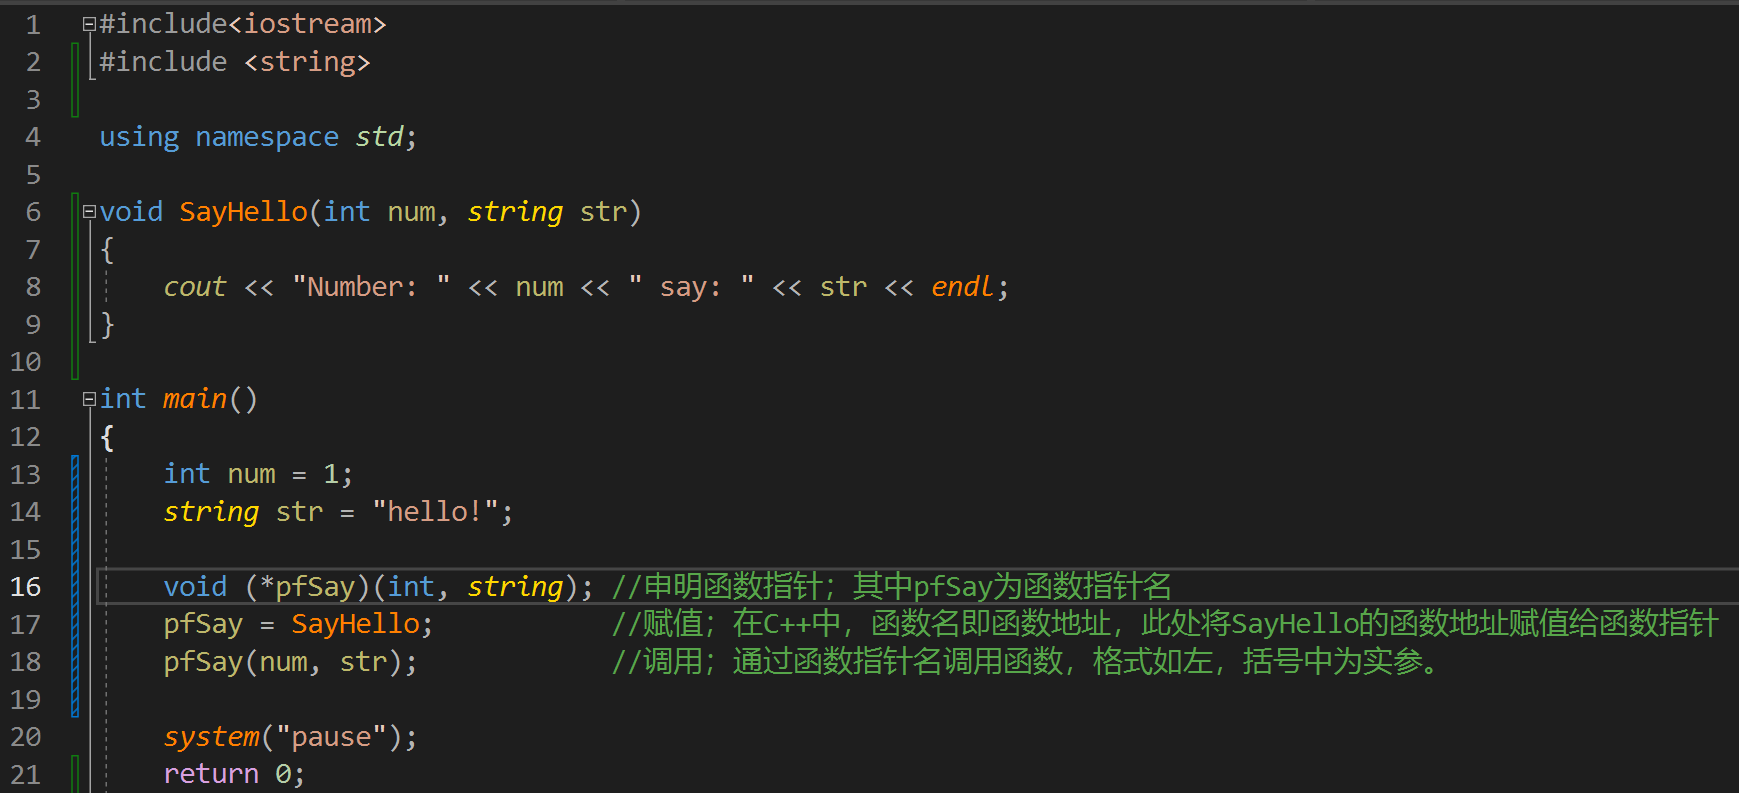 1 #include<iostream>
2 #include <string>
3
4 using namespace std;
5
6 void SayHello(int num, string str)
7 {
8 cout << "Number: " << num << " say: " << str << endl;
9 }
10
11 int main()
12 {
13 int num = 1;
14 string str = "hello!";
15
16 void (*pfSay)(int, string); //申明函数指针；其中pfSay为函数指针名
17 pfSay = SayHello; //赋值；在C++中，函数名即函数地址，此处将SayHello的函数地址赋值给函数指针
18 pfSay(num, str); //调用；通过函数指针名调用函数，格式如左，括号中为实参。
19
20 system("pause");
21 return 0;